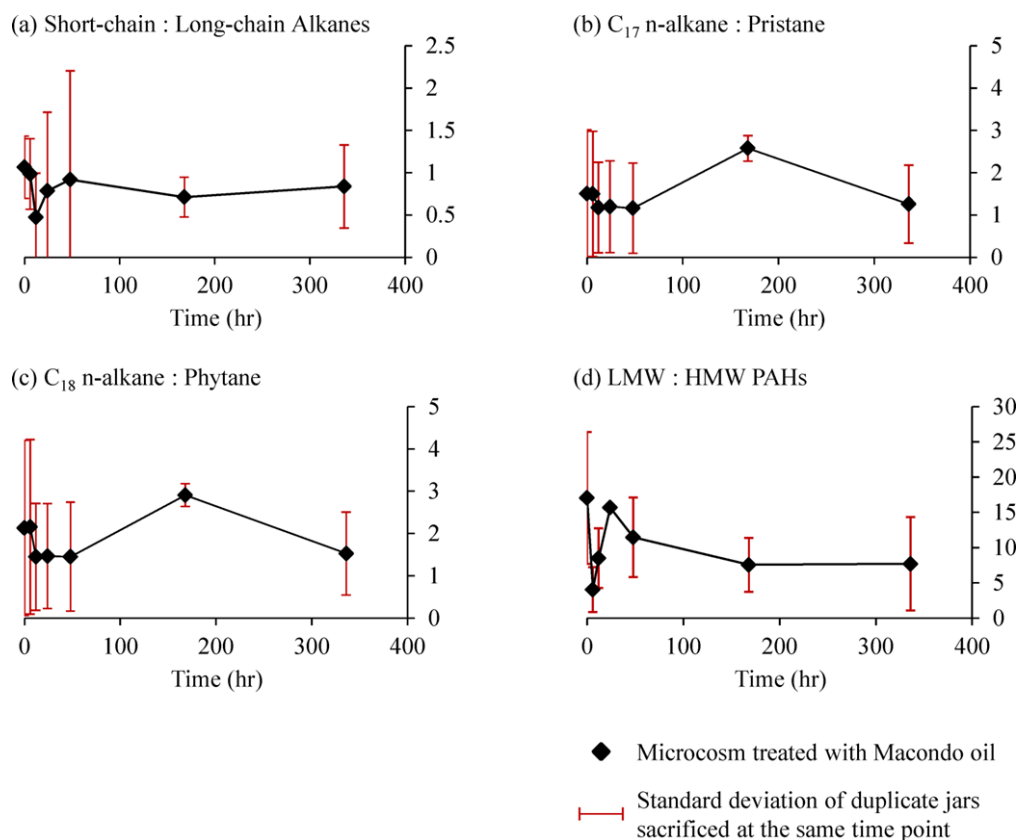 (a) Short-chain : Long-chain Alkanes
2.5
2
1.5
1
0.5
0
0 100 200 300 400
Time (hr)
(b) C₁₇ n-alkane : Pristane
5
4
3
2
1
0
0 100 200 300 400
Time (hr)
(c) C₁₈ n-alkane : Phytane
5
4
3
2
1
0
0 100 200 300 400
Time (hr)
(d) LMW : HMW PAHs
30
25
20
15
10
5
0
0 100 200 300 400
Time (hr)
Microcosm treated with Macondo oil
Standard deviation of duplicate jars
sacrificed at the same time point